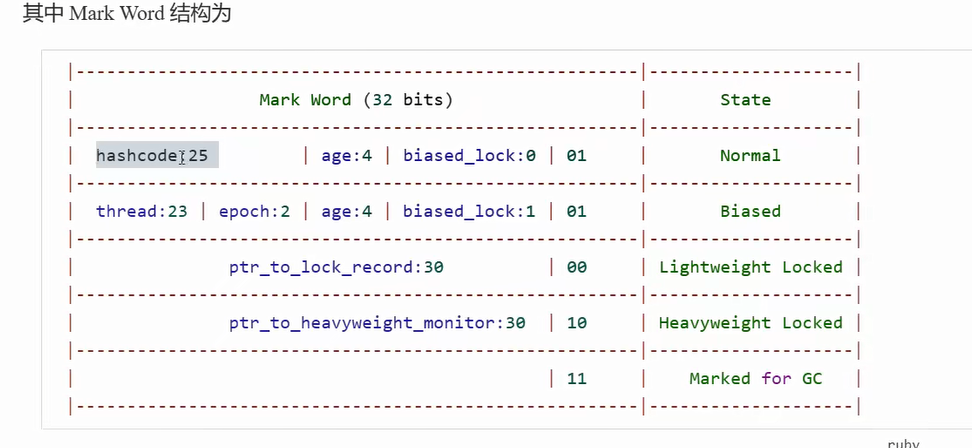 其中 Mark Word 结构为
|-------------------------------------------------------|--------------------|
| Mark Word (32 bits) | State |
|-------------------------------------------------------|--------------------|
| hashcode:25 | age:4 | biased_lock:0 | 01 | Normal |
|-------------------------------------------------------|--------------------|
| thread:23 | epoch:2 | age:4 | biased_lock:1 | 01 | Biased |
|-------------------------------------------------------|--------------------|
| ptr_to_lock_record:30 | 00 | Lightweight Locked |
|-------------------------------------------------------|--------------------|
| ptr_to_heavyweight_monitor:30 | 10 | Heavyweight Locked |
|-------------------------------------------------------|--------------------|
| | 11 | Marked for GC |
|-------------------------------------------------------|--------------------|
ruby